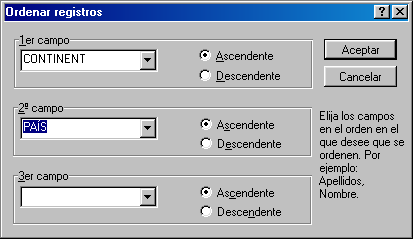 Ordenar registros
1er campo
CONTINENT
Ascendente
Descendente
Aceptar
Cancelar
2º campo
PAÍS
Ascendente
Descendente
3er campo
Ascendente
Descendente
Elija los campos
en el orden en el
que desee que se
ordenen. Por
ejemplo:
Apellidos,
Nombre.